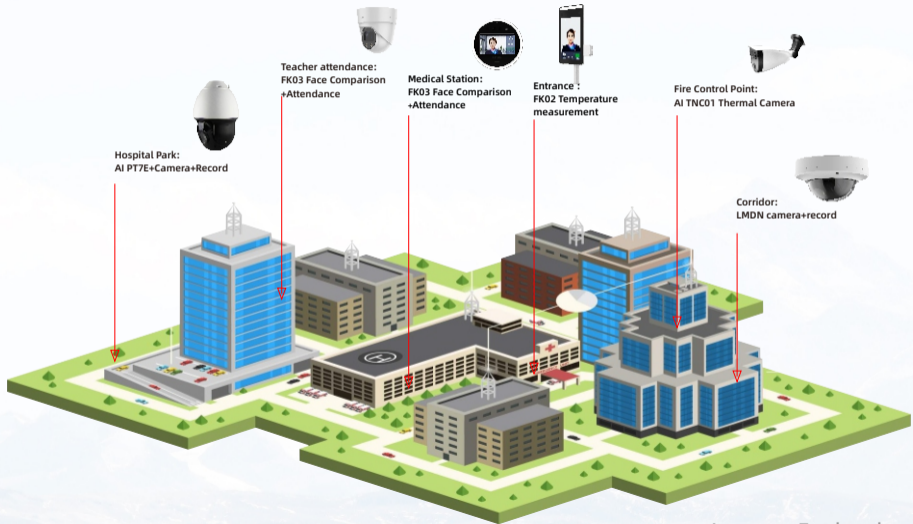 Teacher attendance:
FK03 Face Comparison
+Attendance
Medical Station:
FK03 Face Comparison
+Attendance
Entrance :
FK02 Temperature
measurement
Fire Control Point:
AI TNC01 Thermal Camera
Hospital Park:
AI PT7E+Camera+Record
Corridor:
LMDN camera+record
H